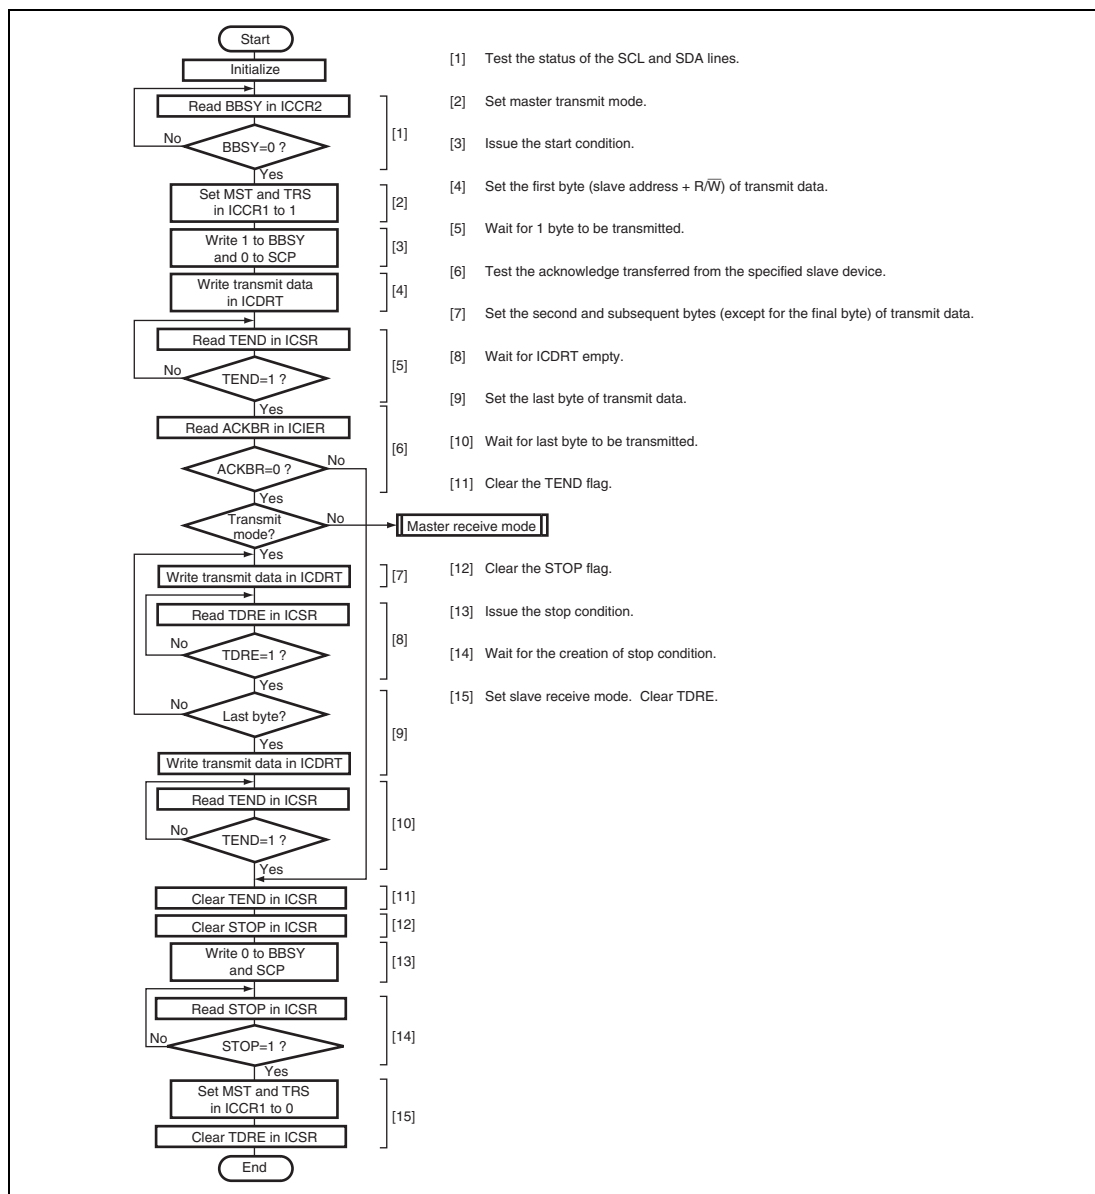 Start
Initialize
Read BBSY in ICCR2
BBSY=0 ?
No
Yes
[1]
Set MST and TRS
in ICCR1 to 1
[2]
Write 1 to BBSY
and 0 to SCP
[3]
Write transmit data
in ICDRT
[4]
Read TEND in ICSR
No
TEND=1 ?
[5]
Yes
Read ACKBR in ICIER
[6]
ACKBR=0 ?
No
Yes
Transmit
mode?
No
Master receive mode
Yes
Write transmit data in ICDRT
[7]
Read TDRE in ICSR
No
TDRE=1 ?
[8]
Yes
No
Last byte?
[9]
Yes
Write transmit data in ICDRT
Read TEND in ICSR
No
TEND=1 ?
[10]
Yes
Clear TEND in ICSR
[11]
Clear STOP in ICSR
[12]
Write 0 to BBSY
and SCP
[13]
Read STOP in ICSR
No
STOP=1 ?
[14]
Yes
Set MST and TRS
in ICCR1 to 0
[15]
Clear TDRE in ICSR
End
[1] Test the status of the SCL and SDA lines.
[2] Set master transmit mode.
[3] Issue the start condition.
[4] Set the first byte (slave address + R/W̅) of transmit data.
[5] Wait for 1 byte to be transmitted.
[6] Test the acknowledge transferred from the specified slave device.
[7] Set the second and subsequent bytes (except for the final byte) of transmit data.
[8] Wait for ICDRT empty.
[9] Set the last byte of transmit data.
[10] Wait for last byte to be transmitted.
[11] Clear the TEND flag.
[12] Clear the STOP flag.
[13] Issue the stop condition.
[14] Wait for the creation of stop condition.
[15] Set slave receive mode. Clear TDRE.